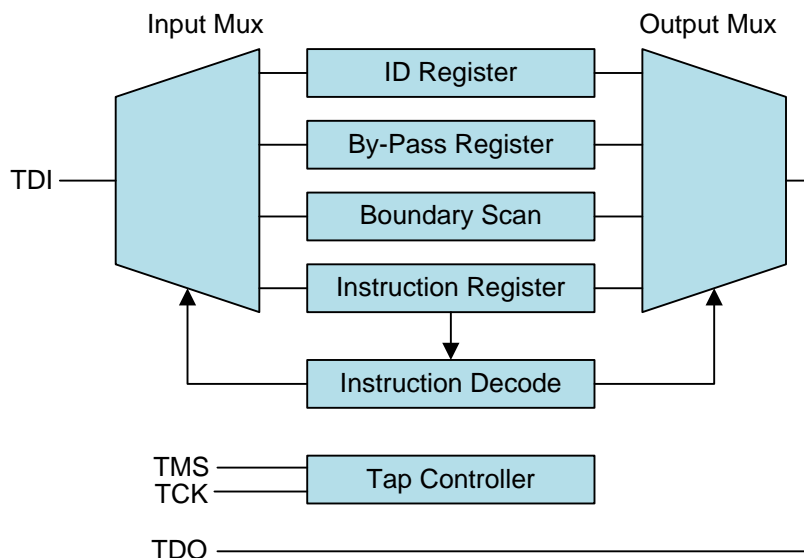 Input Mux
Output Mux
ID Register
By-Pass Register
TDI
Boundary Scan
Instruction Register
Instruction Decode
TMS
TCK
Tap Controller
TDO